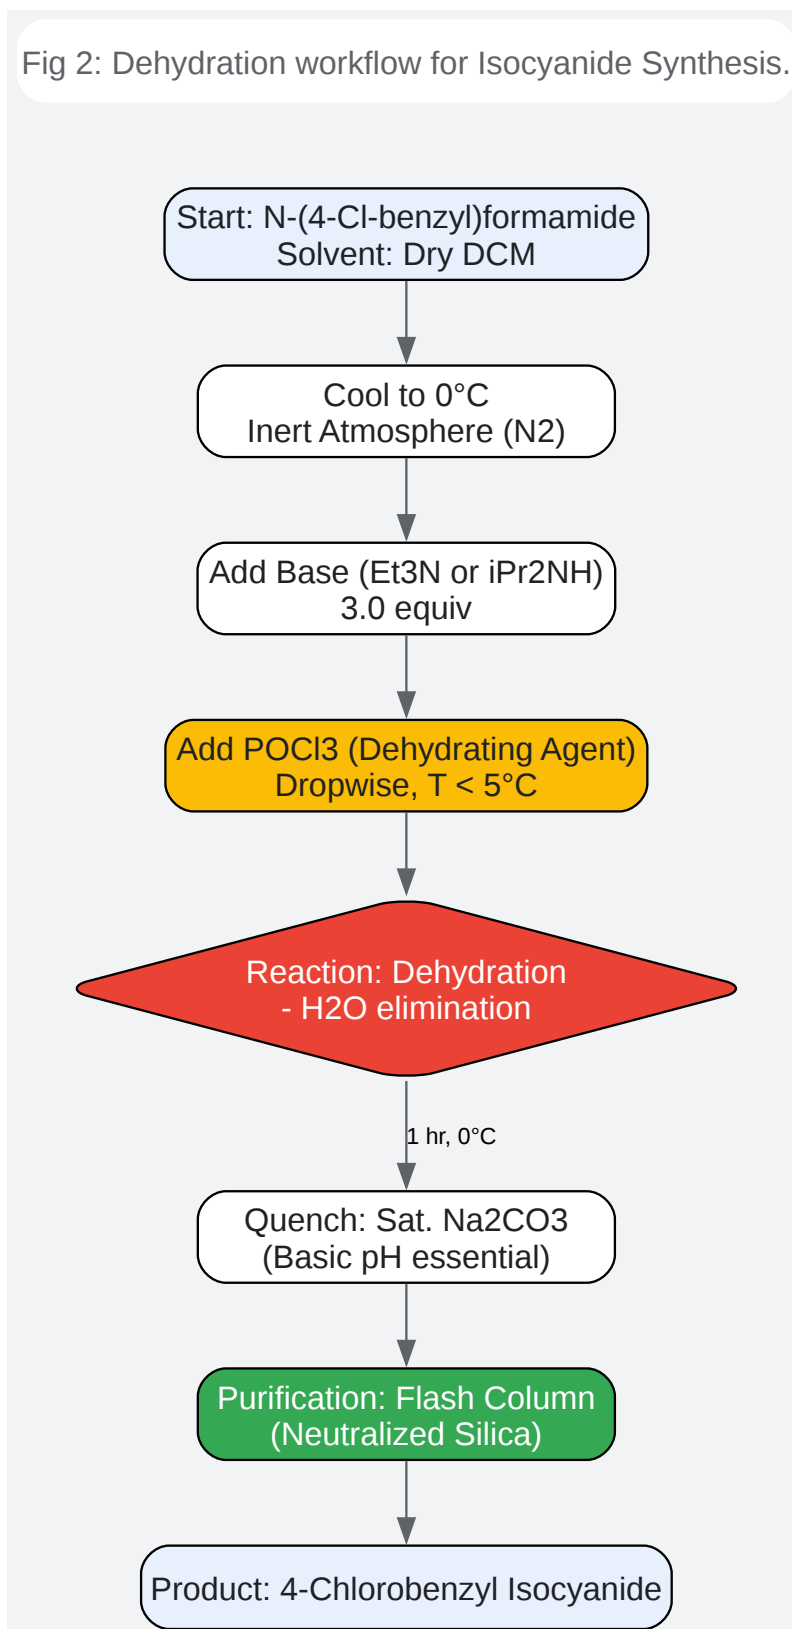 Fig 2: Dehydration workflow for Isocyanide Synthesis.
Start: N-(4-Cl-benzyl)formamide
Solvent: Dry DCM
Cool to 0°C
Inert Atmosphere (N2)
Add Base (Et3N or iPr2NH)
3.0 equiv
Add POCl3 (Dehydrating Agent)
Dropwise, T < 5°C
Reaction: Dehydration
- H2O elimination
1 hr, 0°C
Quench: Sat. Na2CO3
(Basic pH essential)
Purification: Flash Column
(Neutralized Silica)
Product: 4-Chlorobenzyl Isocyanide